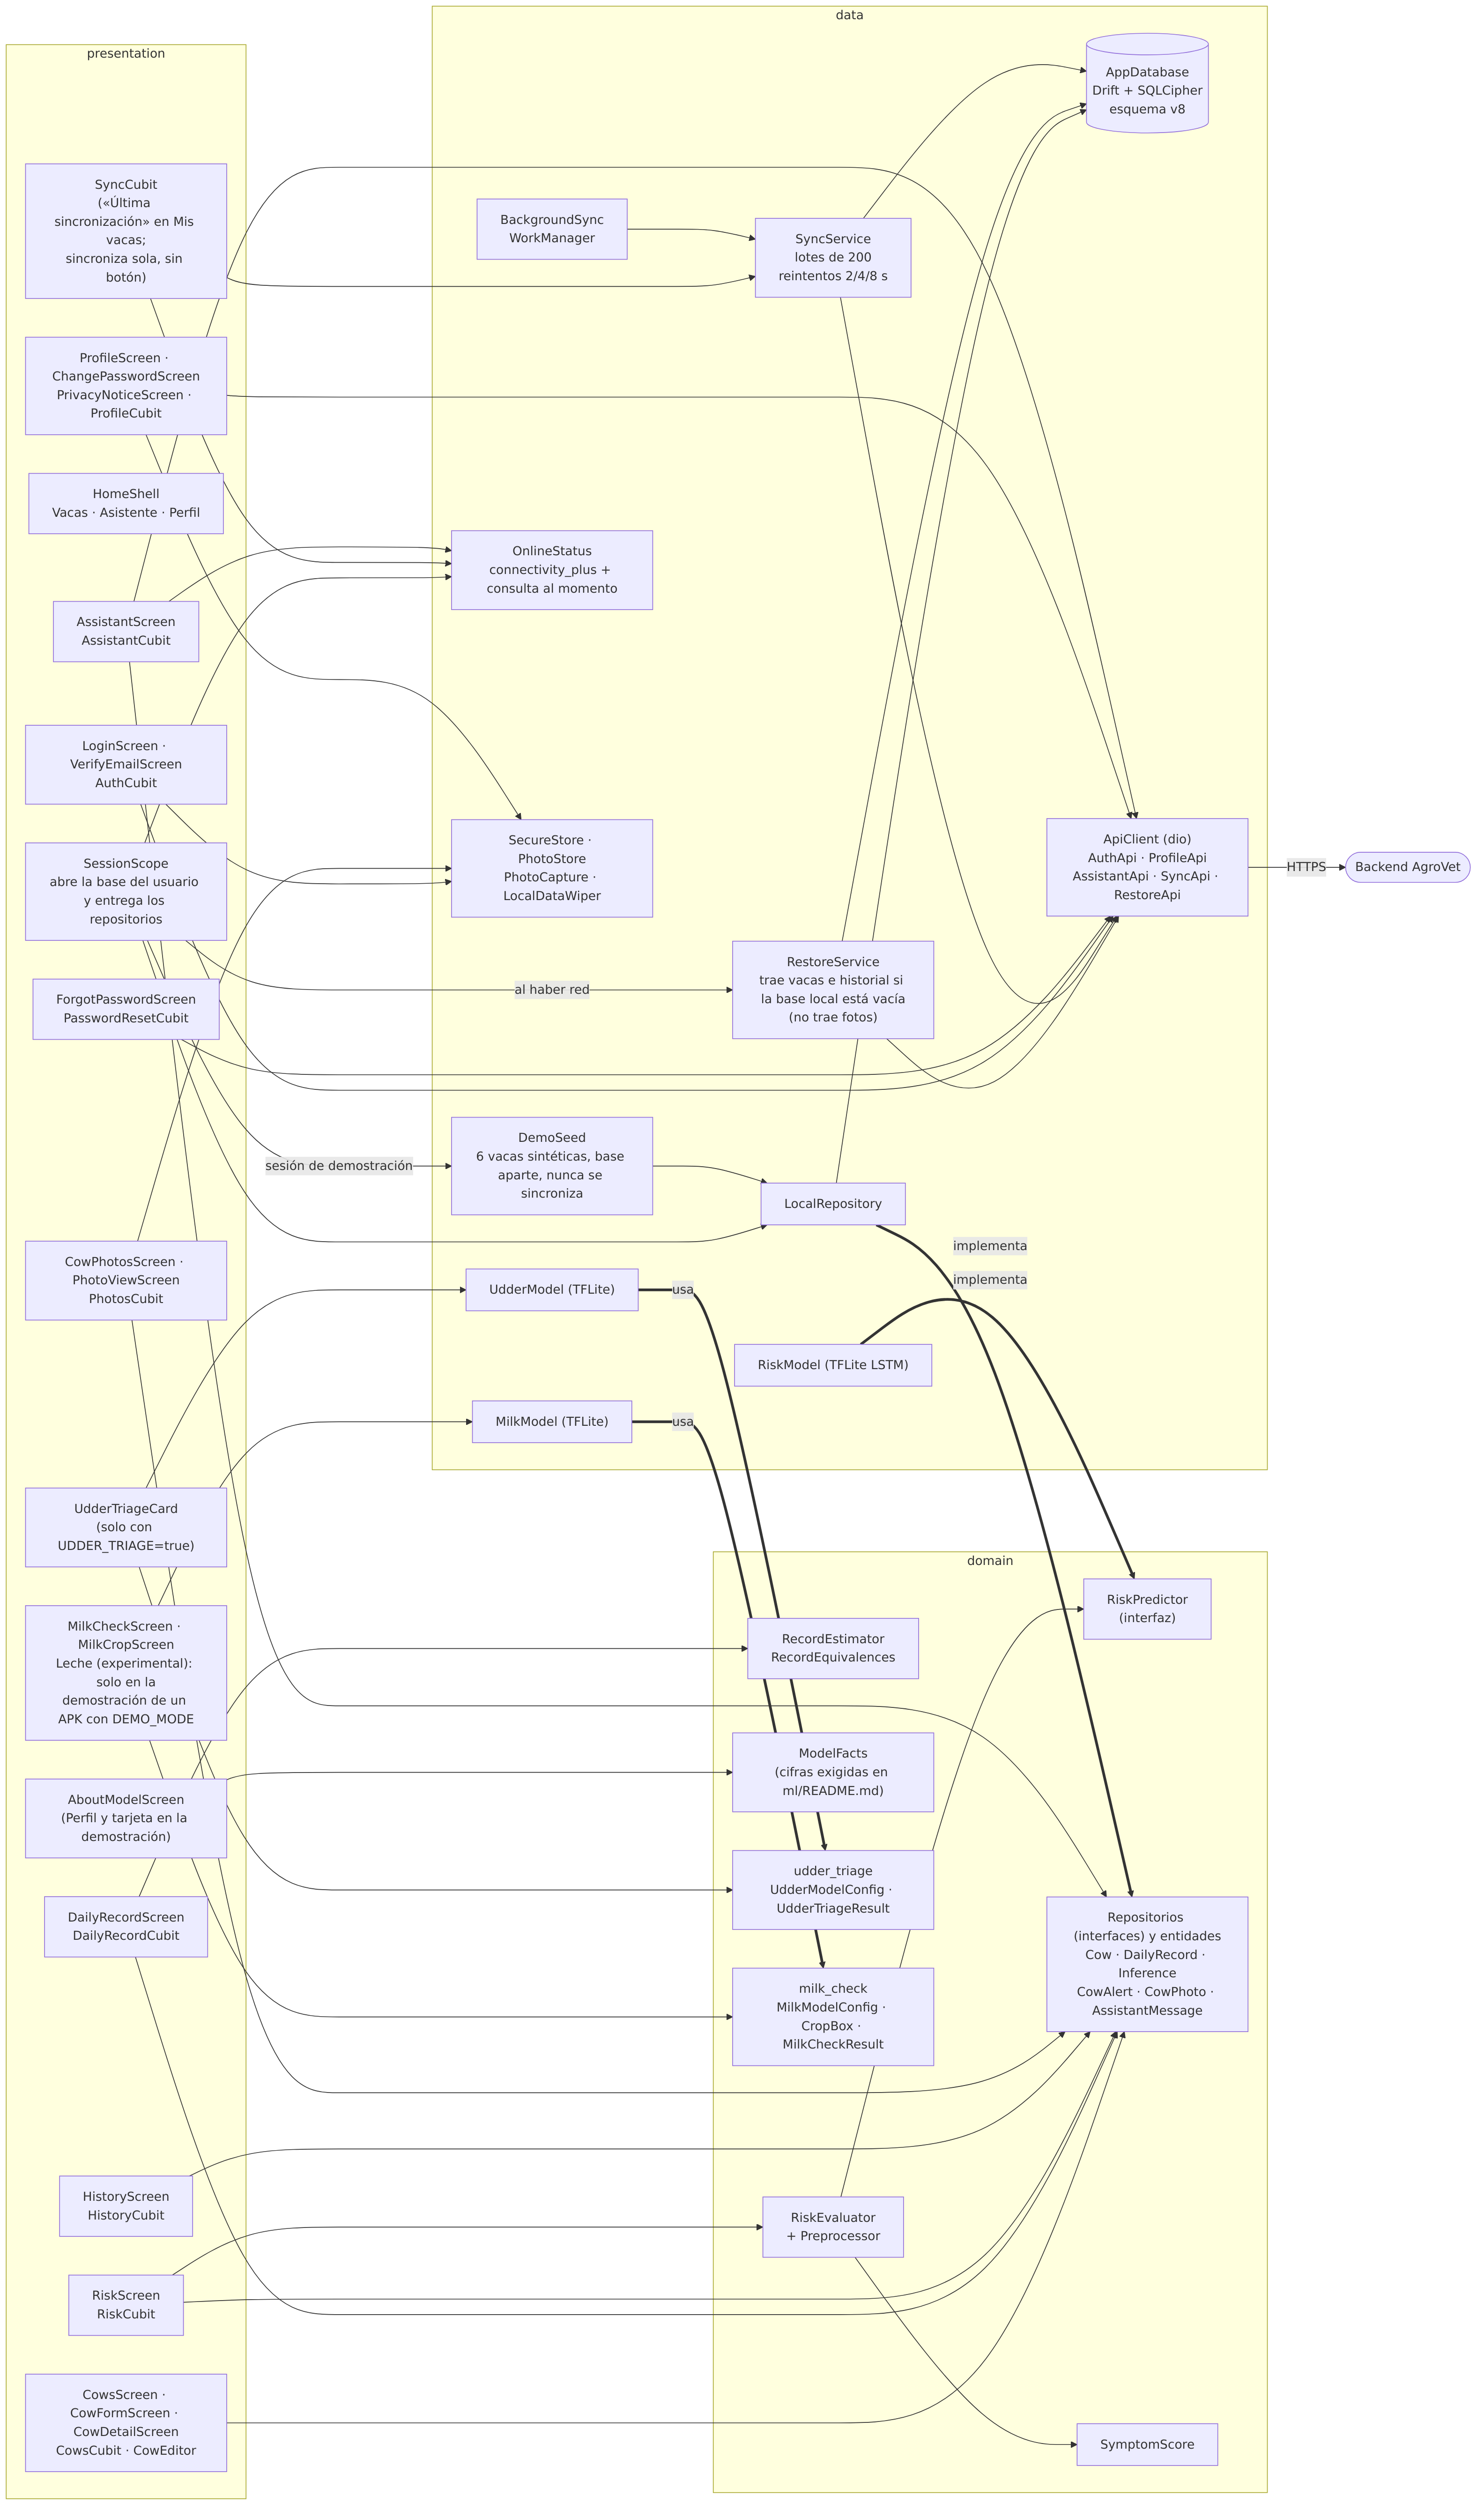 presentation
SyncCubit
(«Última
sincronización» en Mis
vacas;
sincroniza sola, sin
botón)
ProfileScreen ·
ChangePasswordScreen
PrivacyNoticeScreen ·
ProfileCubit
HomeShell
Vacas · Asistente · Perfil
AssistantScreen
AssistantCubit
LoginScreen ·
VerifyEmailScreen
AuthCubit
SessionScope
abre la base del usuario
y entrega los
repositorios
ForgotPasswordScreen
PasswordResetCubit
CowPhotosScreen ·
PhotoViewScreen
PhotosCubit
UdderTriageCard
(solo con
UDDER_TRIAGE=true)
MilkCheckScreen ·
MilkCropScreen
Leche (experimental):
solo en la
demostración de un
APK con DEMO_MODE
AboutModelScreen
(Perfil y tarjeta en la
demostración)
DailyRecordScreen
DailyRecordCubit
HistoryScreen
HistoryCubit
RiskScreen
RiskCubit
CowsScreen ·
CowFormScreen ·
CowDetailScreen
CowsCubit · CowEditor
al haber red
sesión de demostración
data
BackgroundSync
WorkManager
SyncService
lotes de 200
reintentos 2/4/8 s
AppDatabase
Drift + SQLCipher
esquema v8
OnlineStatus
connectivity_plus +
consulta al momento
SecureStore ·
PhotoStore
PhotoCapture ·
LocalDataWiper
ApiClient (dio)
AuthApi · ProfileApi
AssistantApi · SyncApi ·
RestoreApi
HTTPS
Backend AgroVet
RestoreService
trae vacas e historial si
la base local está vacía
(no trae fotos)
DemoSeed
6 vacas sintéticas, base
aparte, nunca se
sincroniza
LocalRepository
implementa
implementa
UdderModel (TFLite)
usa
RiskModel (TFLite LSTM)
MilkModel (TFLite)
usa
domain
RiskPredictor
(interfaz)
RecordEstimator
RecordEquivalences
ModelFacts
(cifras exigidas en
ml/README.md)
udder_triage
UdderModelConfig ·
UdderTriageResult
milk_check
MilkModelConfig ·
CropBox ·
MilkCheckResult
Repositorios
(interfaces) y entidades
Cow · DailyRecord ·
Inference
CowAlert · CowPhoto ·
AssistantMessage
RiskEvaluator
+ Preprocessor
SymptomScore